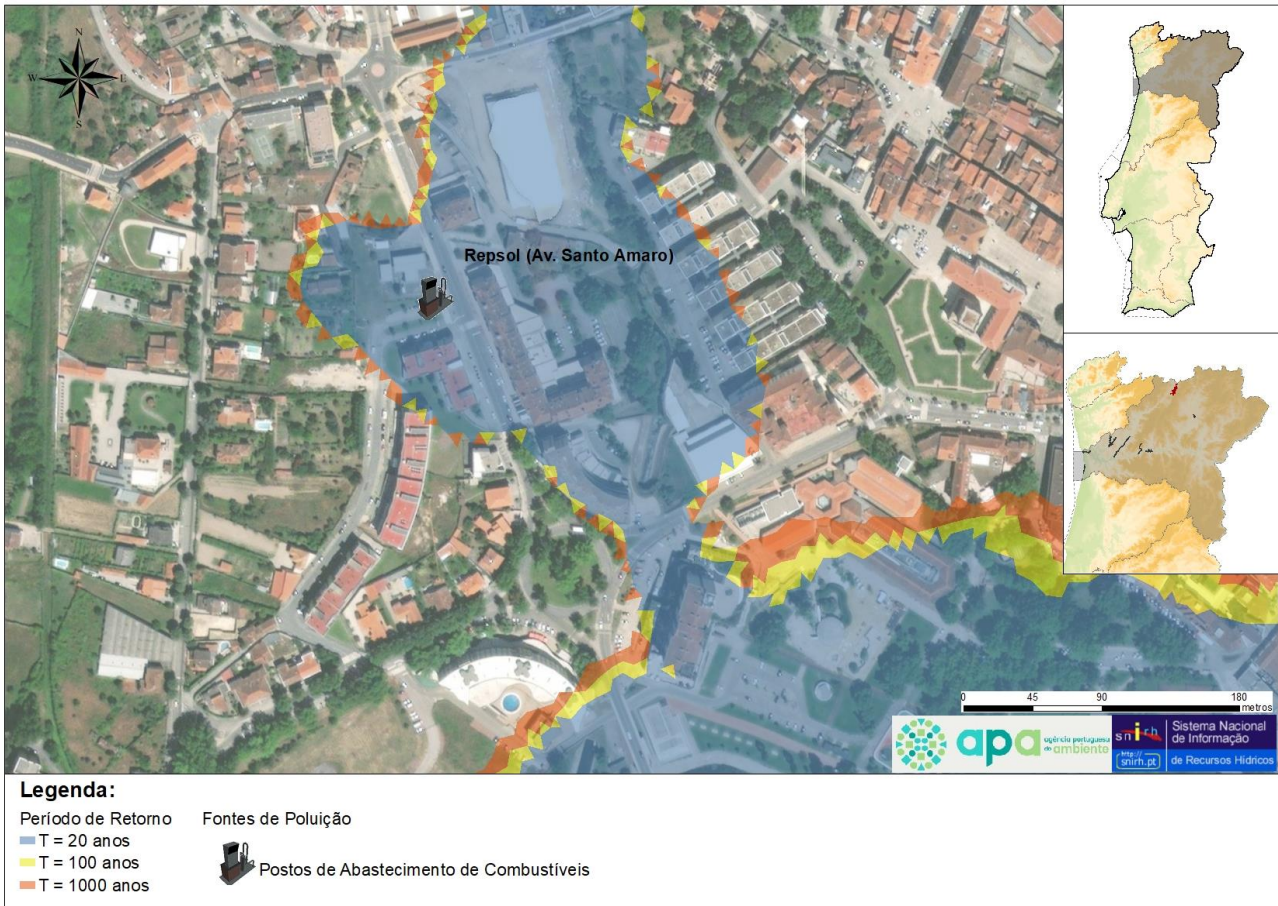 N
W E
S
Repsol (Av. Santo Amaro)
0 45 90 180
metros
apa agência portuguesa
do ambiente
snirh
http://
snirh.pt
Sistema Nacional
de Informação
de Recursos Hídricos
Legenda:
Período de Retorno
T = 20 anos
T = 100 anos
T = 1000 anos
Fontes de Poluição
Postos de Abastecimento de Combustíveis